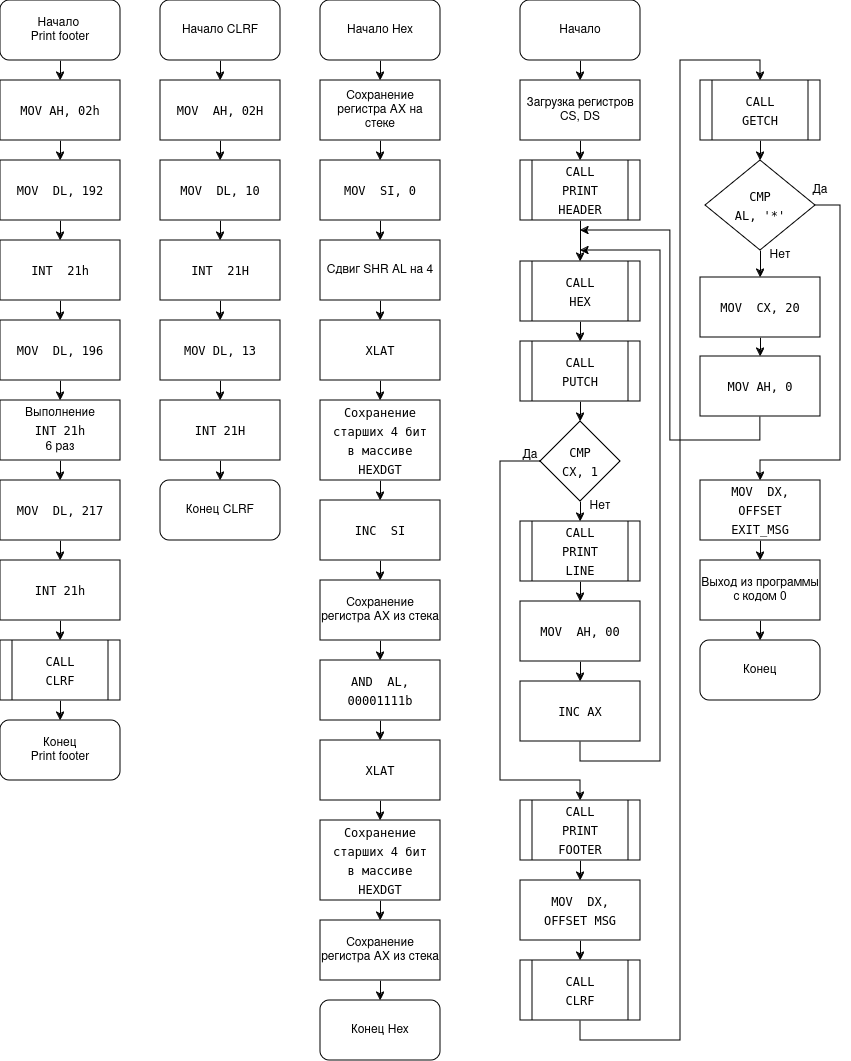 Начало
Print footer
MOV AH, 02h
MOV DL, 192
INT 21h
MOV DL, 196
Выполнение
INT 21h
6 раз
MOV DL, 217
INT 21h
CALL
CLRF
Конец
Print footer
Начало CLRF
MOV AH, 02H
MOV DL, 10
INT 21H
MOV DL, 13
INT 21H
Конец CLRF
Начало Hex
Сохранение
регистра AX на
стеке
MOV SI, 0
Сдвиг SHR AL на 4
XLAT
Сохранение
старших 4 бит
в массиве
HEXDGT
INC SI
Сохранение
регистра AX из стека
AND AL,
00001111b
XLAT
Сохранение
старших 4 бит
в массиве
HEXDGT
Сохранение
регистра AX из стека
Конец Hex
Начало
Загрузка регистров
CS, DS
CALL
PRINT
HEADER
CALL
HEX
CALL
PUTCH
CMP
CX, 1
Да
Нет
CALL
PRINT
LINE
MOV AH, 00
INC AX
CALL
PRINT
FOOTER
MOV DX,
OFFSET MSG
CALL
CLRF
CALL
GETCH
CMP
AL, '*'
Да
Нет
MOV CX, 20
MOV AH, 0
MOV DX,
OFFSET
EXIT_MSG
Выход из программы
с кодом 0
Конец